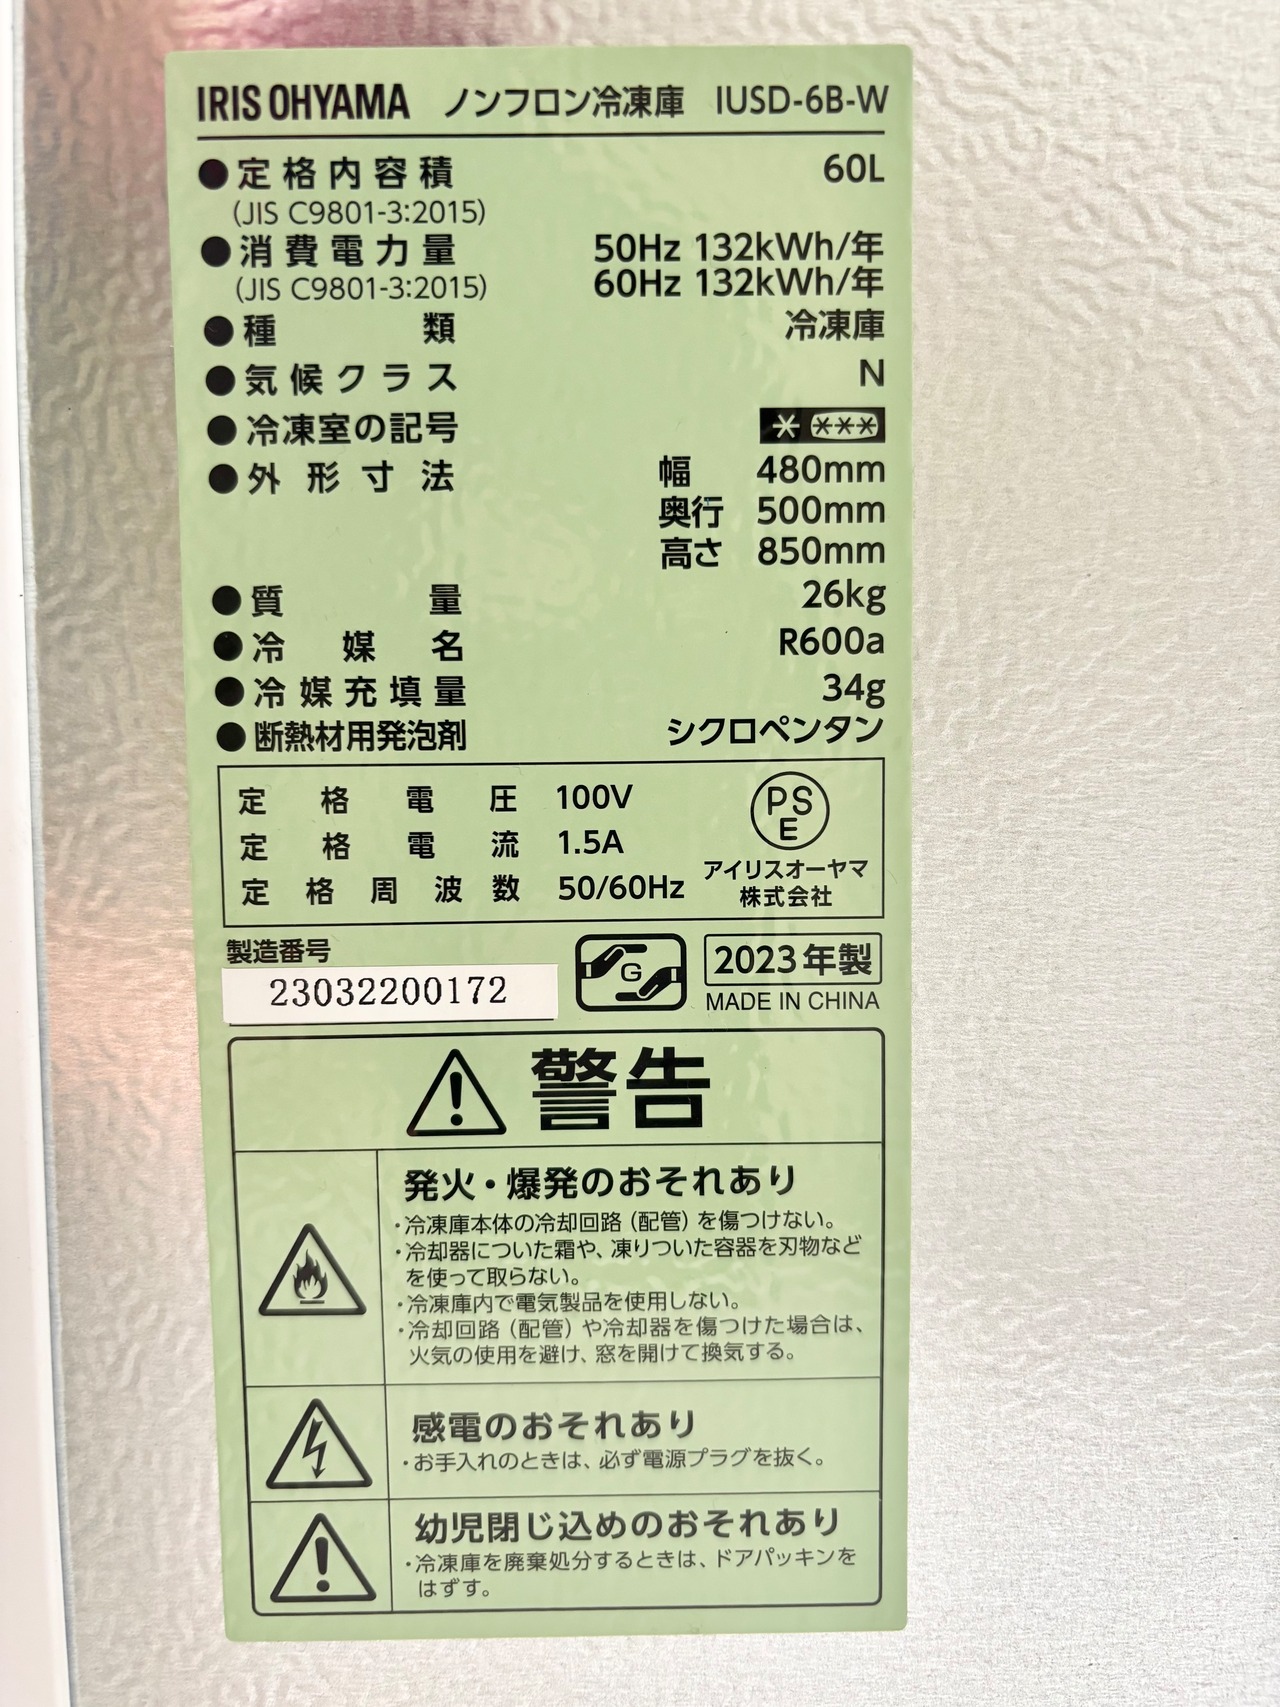 IRIS OHYAMA ノンフロン冷凍庫 IUSD-6B-W
●定格内容積 60L
(JIS C9801-3:2015)
●消費電力量 50Hz 132kWh/年
(JIS C9801-3:2015) 60Hz 132kWh/年
●種類 冷凍庫
●気候クラス N
●冷凍室の記号 * ***
●外形寸法 幅 480mm
奥行 500mm
高さ 850mm
●質量 26kg
●冷媒名 R600a
●冷媒充填量 34g
●断熱材用発泡剤 シクロペンタン
定格電圧 100V
定格電流 1.5A
定格周波数 50/60Hz
PS
E
アイリスオーヤマ
株式会社
製造番号
23032200172
G
2023年製
MADE IN CHINA
警告
発火・爆発のおそれあり
・冷凍庫本体の冷却回路(配管)を傷つけない。
・冷却器についた霜や、凍りついた容器を刃物など
を使って取らない。
・冷凍庫内で電気製品を使用しない。
・冷却回路(配管)や冷却器を傷つけた場合は、
火気の使用を避け、窓を開けて換気する。
感電のおそれあり
・お手入れのときは、必ず電源プラグを抜く。
幼児閉じ込めのおそれあり
・冷凍庫を廃棄処分するときは、ドアパッキンを
はずす。